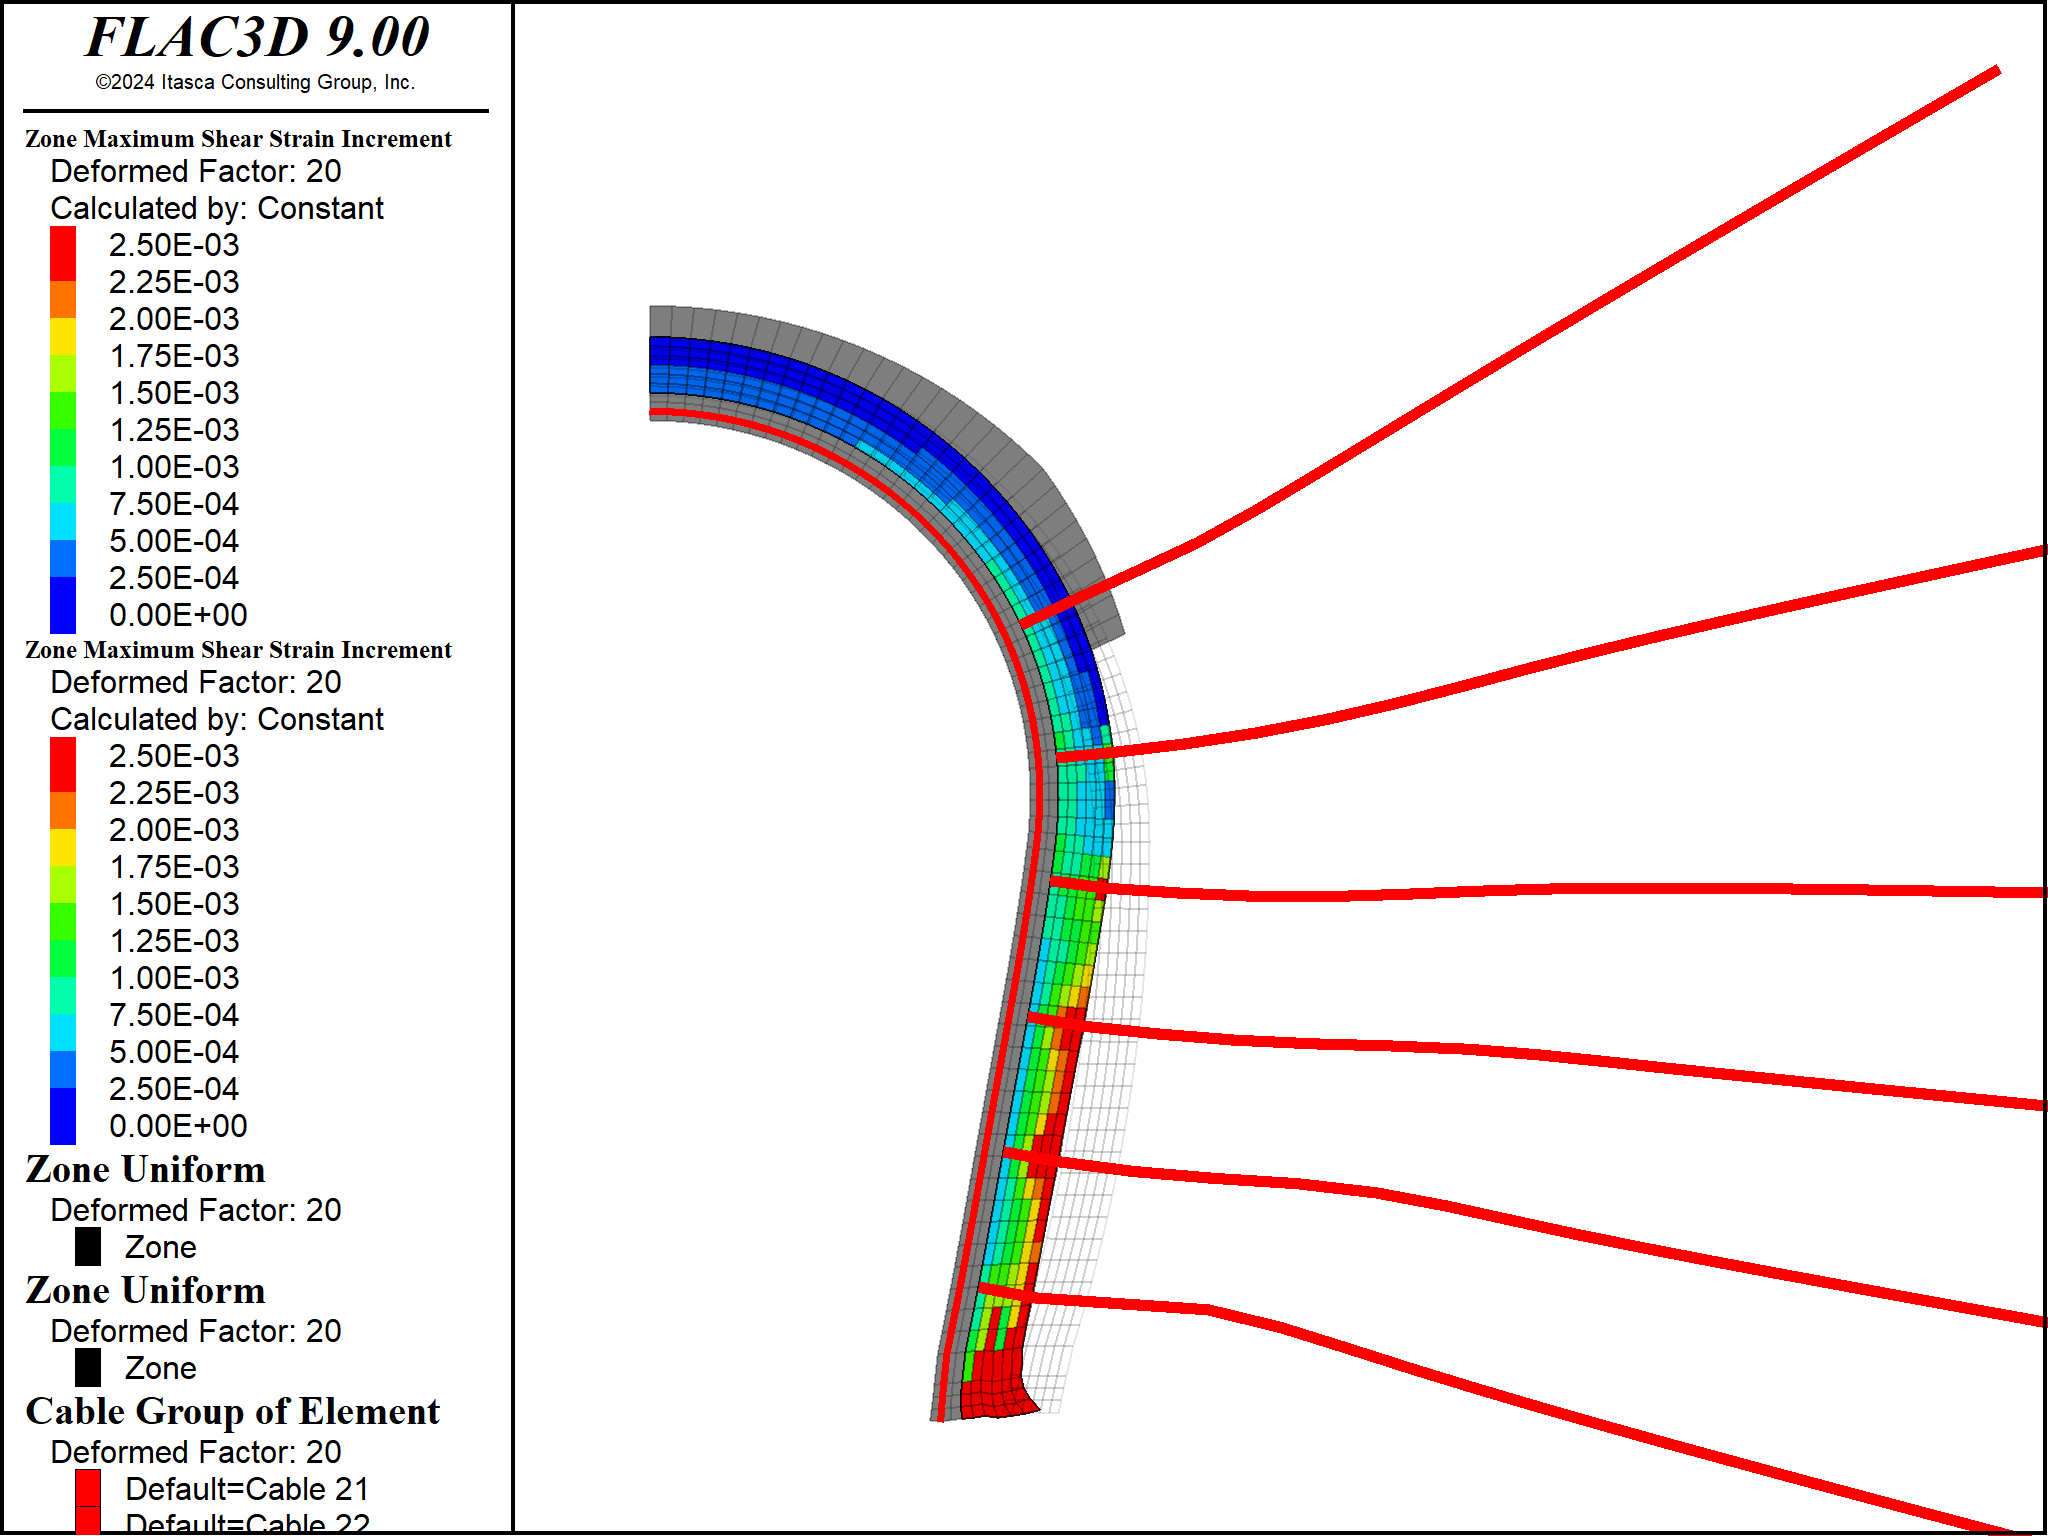 FLAC3D 9.00
©2024 Itasca Consulting Group, Inc.
Zone Maximum Shear Strain Increment
Deformed Factor: 20
Calculated by: Constant
2.50E-03
2.25E-03
2.00E-03
1.75E-03
1.50E-03
1.25E-03
1.00E-03
7.50E-04
5.00E-04
2.50E-04
0.00E+00
Zone Maximum Shear Strain Increment
Deformed Factor: 20
Calculated by: Constant
2.50E-03
2.25E-03
2.00E-03
1.75E-03
1.50E-03
1.25E-03
1.00E-03
7.50E-04
5.00E-04
2.50E-04
0.00E+00
Zone Uniform
Deformed Factor: 20
Zone
Zone Uniform
Deformed Factor: 20
Zone
Cable Group of Element
Deformed Factor: 20
Default=Cable 21
Default=Cable 22